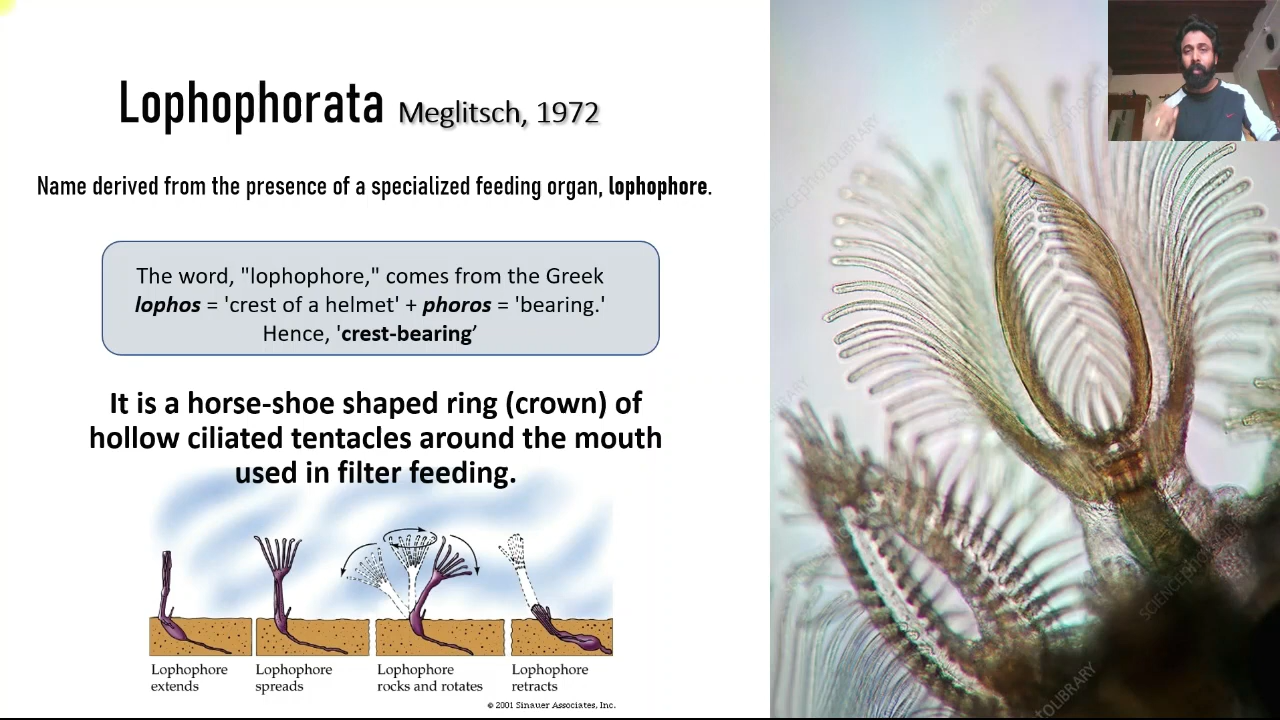 Lophophorata Meglitsch, 1972
Name derived from the presence of a specialized feeding organ, lophophore.
The word, "lophophore," comes from the Greek
lophos = 'crest of a helmet' + phoros = 'bearing.'
Hence, 'crest-bearing’
It is a horse-shoe shaped ring (crown) of
hollow ciliated tentacles around the mouth
used in filter feeding.
Lophophore
extends
Lophophore
spreads
Lophophore
rocks and rotates
Lophophore
retracts
© 2001 Sinauer Associates, Inc.